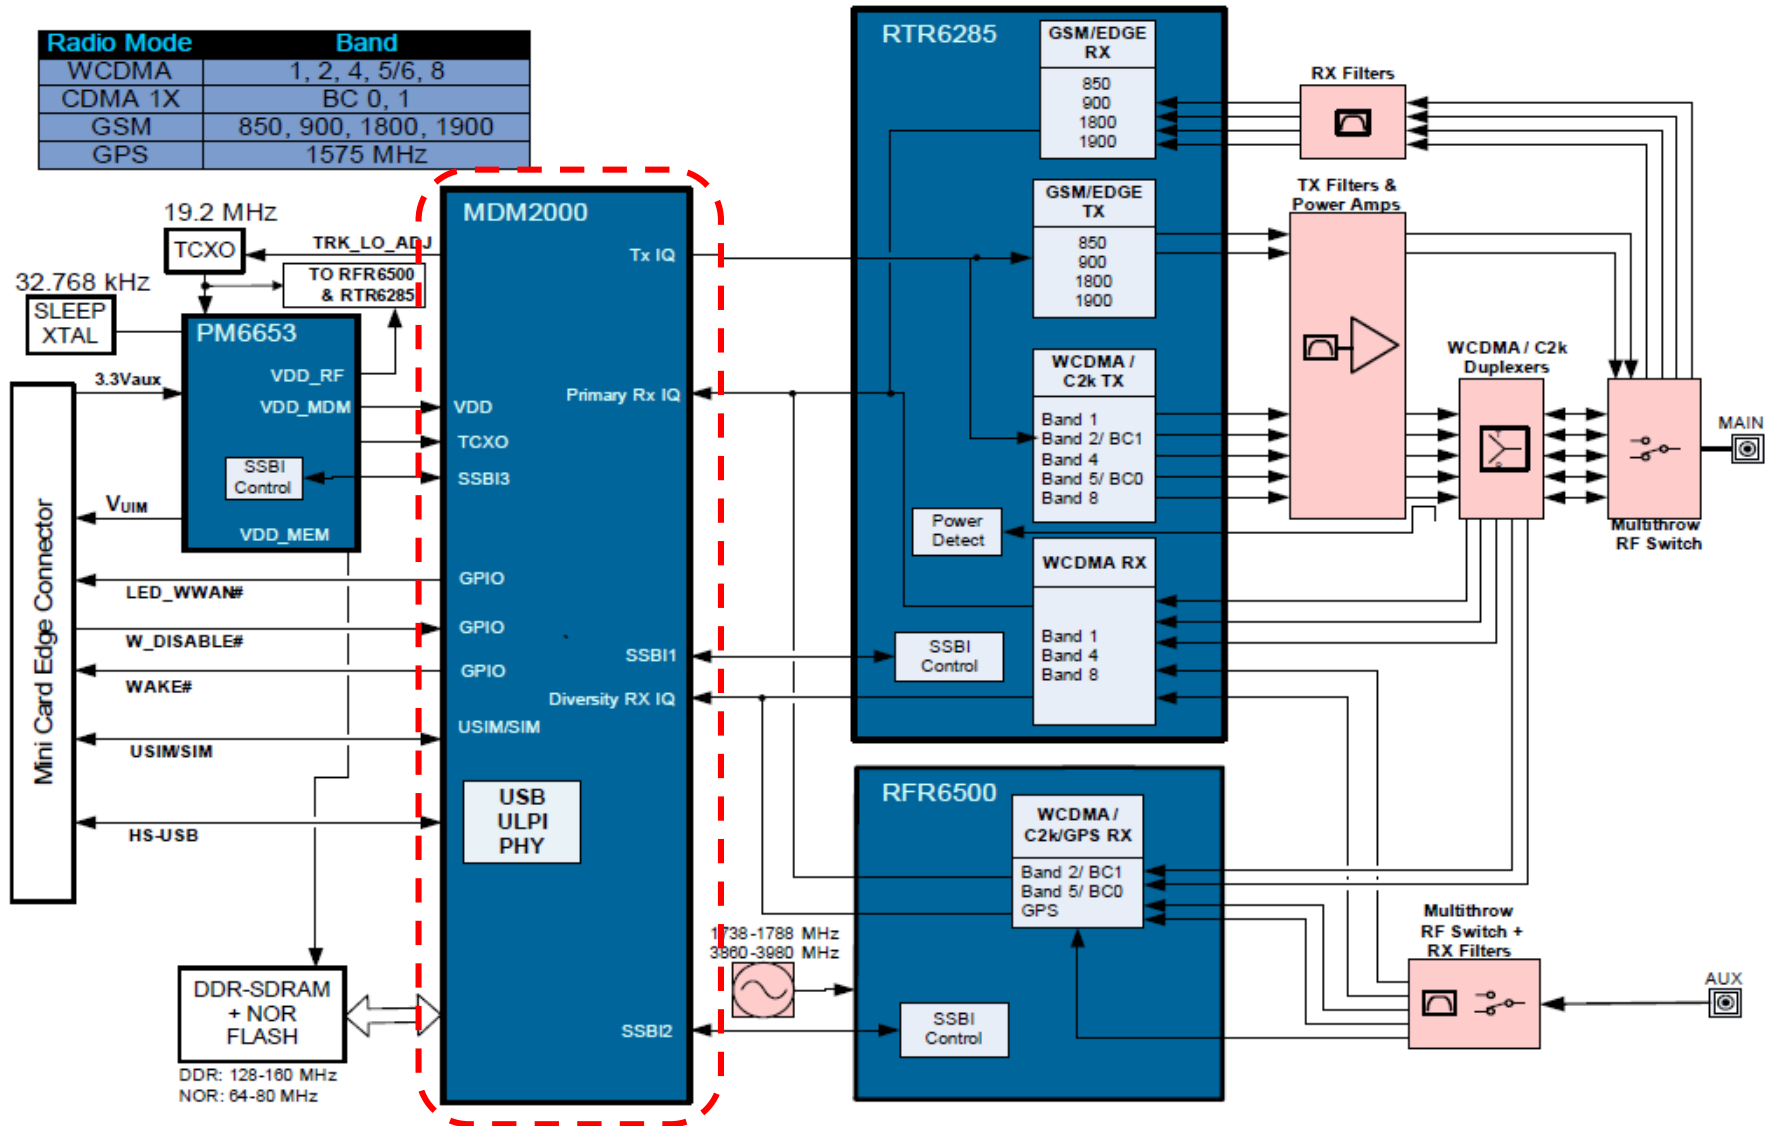 Radio Mode Band
WCDMA 1, 2, 4, 5/6, 8
CDMA 1X BC 0, 1
GSM 850, 900, 1800, 1900
GPS 1575 MHz
19.2 MHz
TCXO
TRK_LO_ADJ
TO RFR6500
& RTR6285
32.768 kHz
SLEEP
XTAL
PM6653
VDD_RF
VDD_MDM
SSBI
Control
VDD_MEM
3.3Vaux
VUIM
Mini Card Edge Connector
LED_WWAN#
W_DISABLE#
WAKE#
USIM/SIM
HS-USB
DDR-SDRAM
+ NOR
FLASH
DDR: 128-160 MHz
NOR: 64-80 MHz
MDM2000
Tx IQ
Primary Rx IQ
VDD
TCXO
SSBI3
GPIO
GPIO
SSBI1
GPIO
Diversity RX IQ
USIM/SIM
USB
ULPI
PHY
SSBI2
1738-1788 MHz
3860-3980 MHz
RTR6285
GSM/EDGE
RX
850
900
1800
1900
GSM/EDGE
TX
850
900
1800
1900
WCDMA /
C2k TX
Band 1
Band 2/ BC1
Band 4
Band 5/ BC0
Band 8
Power
Detect
WCDMA RX
Band 1
Band 4
Band 8
SSBI
Control
RFR6500
WCDMA /
C2k/GPS RX
Band 2/ BC1
Band 5/ BC0
GPS
SSBI
Control
RX Filters
TX Filters &
Power Amps
WCDMA / C2k
Duplexers
Multithrow
RF Switch
MAIN
Multithrow
RF Switch +
RX Filters
AUX